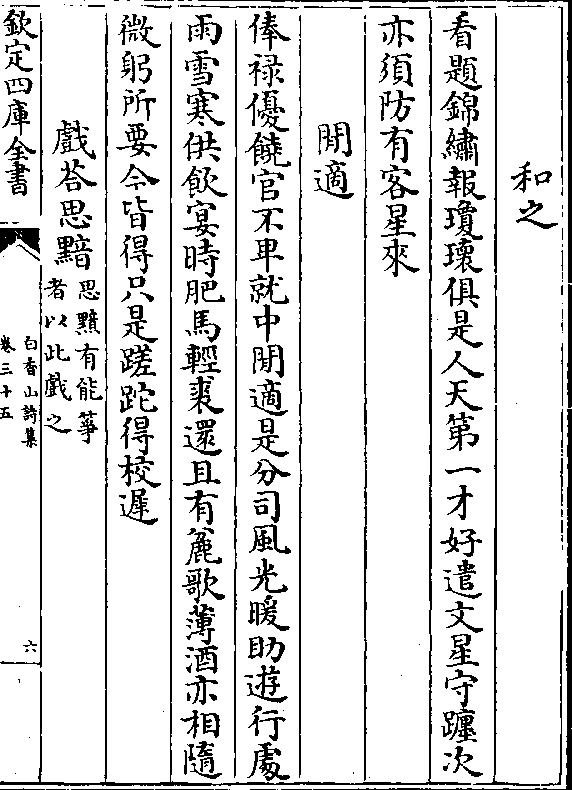 和之
看題錦繡報瓊瓌俱是人天第一才好遣文星守躔次
亦須防有客星來
閒適
俸祿優饒官不卑就中閒適是分司風光暖助遊行處
雨雪寒供飲宴時肥馬輕裘還且有麄歌薄酒亦相隨
微躬所要今皆得只是蹉跎得校遲
戲荅思黯思黯有能箏
者以此戲之
欽定四庫全書
白香山詩集
卷三十五
六